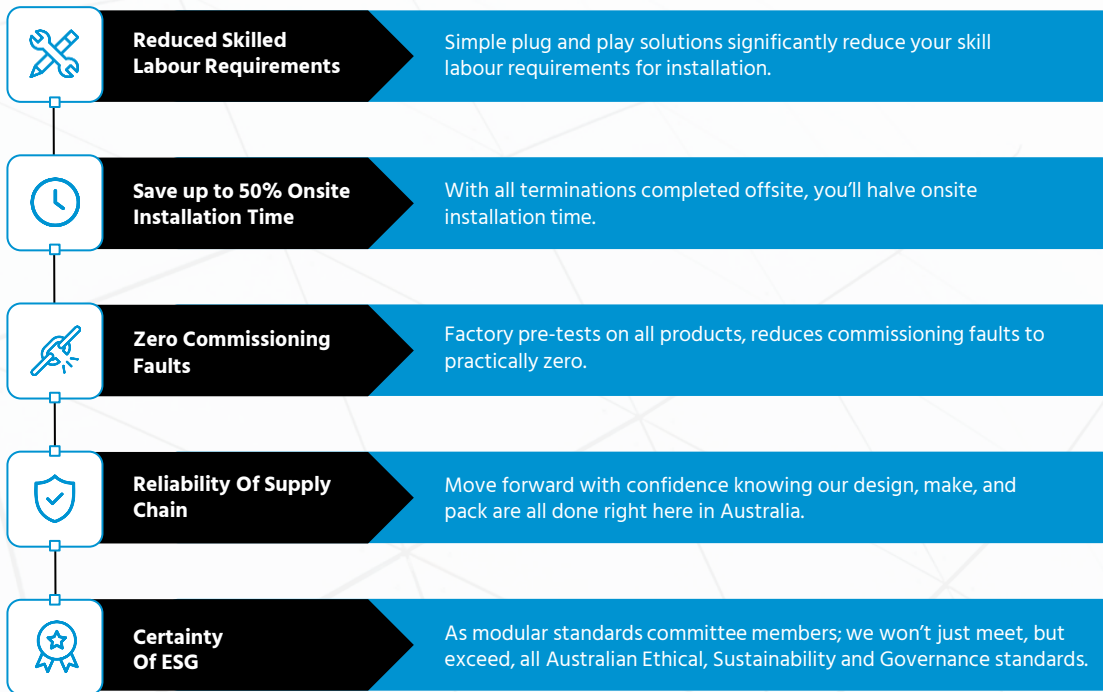 Reduced Skilled
Labour Requirements
Simple plug and play solutions significantly reduce your skill
labour requirements for installation.
Save up to 50% Onsite
Installation Time
With all terminations completed offsite, you’ll halve onsite
installation time.
Zero Commissioning
Faults
Factory pre-tests on all products, reduces commissioning faults to
practically zero.
Reliability Of Supply
Chain
Move forward with confidence knowing our design, make, and
pack are all done right here in Australia.
Certainty
Of ESG
As modular standards committee members; we won’t just meet, but
exceed, all Australian Ethical, Sustainability and Governance standards.